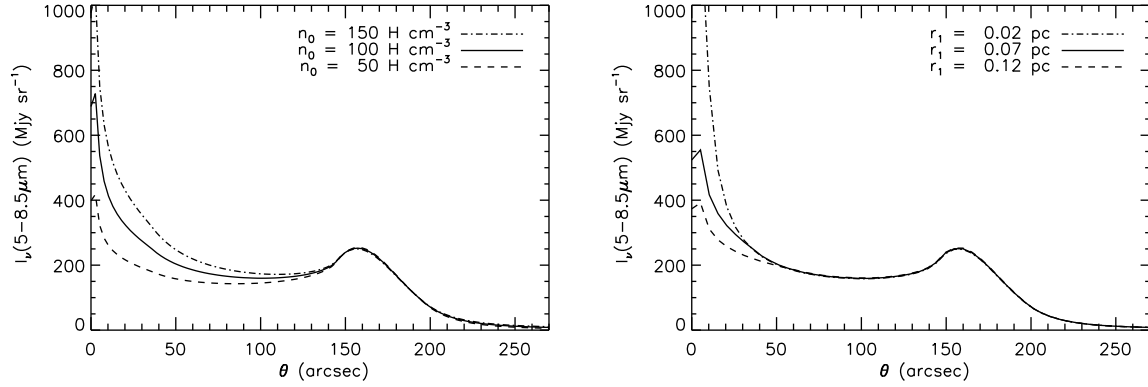 1000
800
600
400
200
0
I_ν(5−8.5μm) (Mjy sr⁻¹)
n₀ = 150 H cm⁻³
n₀ = 100 H cm⁻³
n₀ = 50 H cm⁻³
0 50 100 150 200 250
θ (arcsec)
1000
800
600
400
200
0
I_ν(5−8.5μm) (Mjy sr⁻¹)
r₁ = 0.02 pc
r₁ = 0.07 pc
r₁ = 0.12 pc
0 50 100 150 200 250
θ (arcsec)